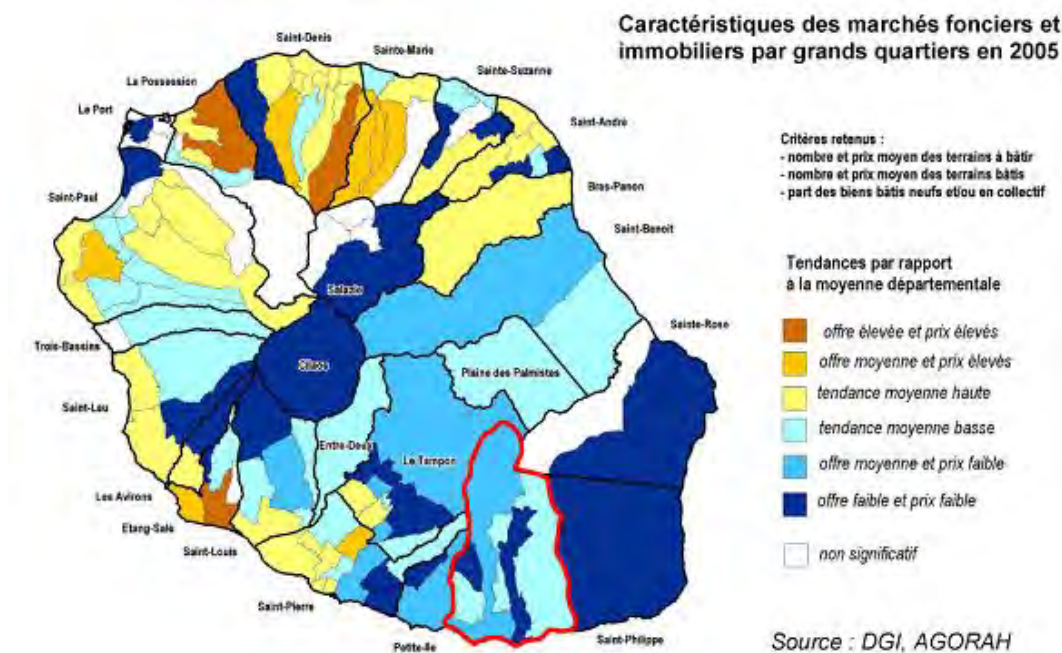 Caractéristiques des marchés fonciers et
immobiliers par grands quartiers en 2005
Saint-Denis
Sainte-Marie
Sainte-Suzanne
La Possession
Le Port
Saint-André
Bras-Panon
Saint-Paul
Saint-Benoit
Salazie
Sainte-Rose
Trois-Bassins
Cilaos
Plaine des Palmistes
Saint-Leu
Entre-Deux
Le Tampon
Les Avirons
Etang-Salé
Saint-Louis
Saint-Pierre
Petite-Ile
Saint-Philippe
Critères retenus :
- nombre et prix moyen des terrains à bâtir
- nombre et prix moyen des terrains bâtis
- part des biens bâtis neufs et/ou en collectif
Tendances par rapport
à la moyenne départementale
offre élevée et prix élevés
offre moyenne et prix élevés
tendance moyenne haute
tendance moyenne basse
offre moyenne et prix faible
offre faible et prix faible
non significatif
Source : DGI, AGORAH